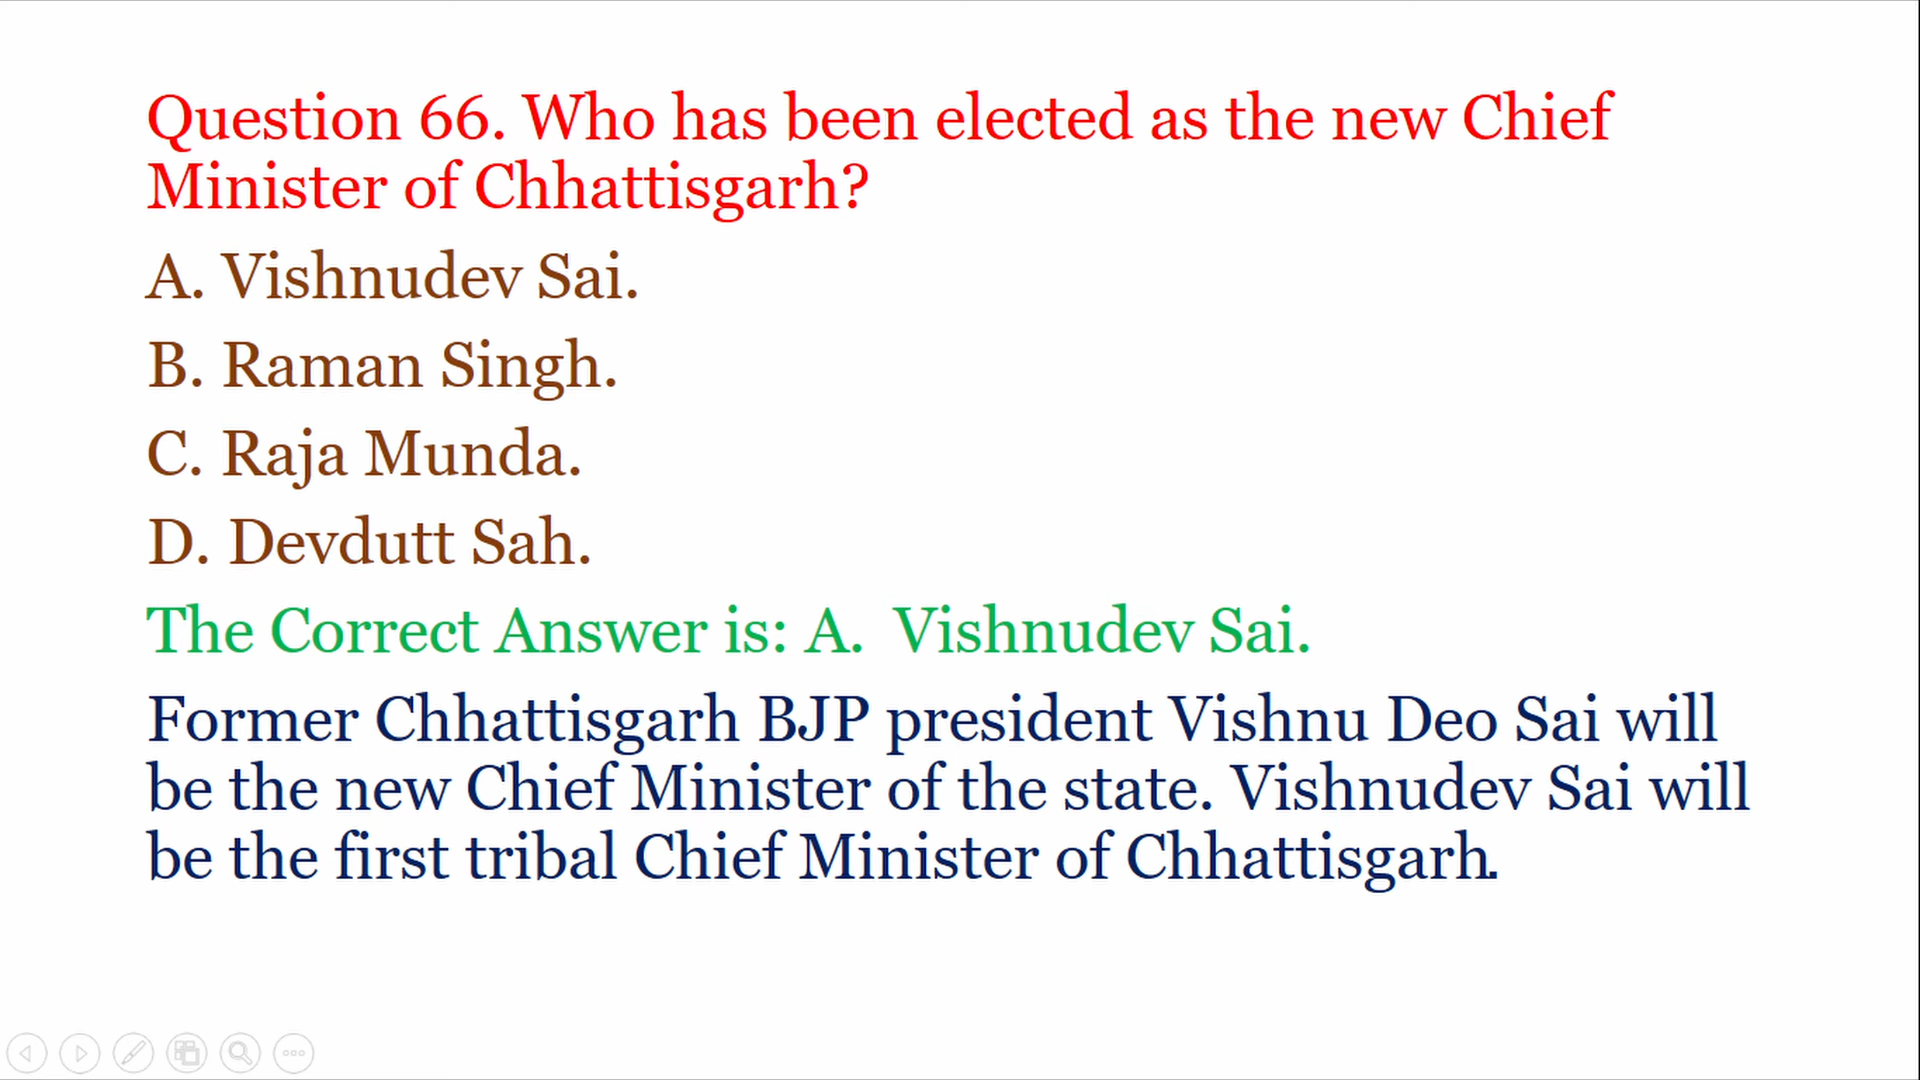 Question 66. Who has been elected as the new Chief
Minister of Chhattisgarh?
A. Vishnudev Sai.
B. Raman Singh.
C. Raja Munda.
D. Devdutt Sah.
The Correct Answer is: A.  Vishnudev Sai.
Former Chhattisgarh BJP president Vishnu Deo Sai will
be the new Chief Minister of the state. Vishnudev Sai will
be the first tribal Chief Minister of Chhattisgarh.